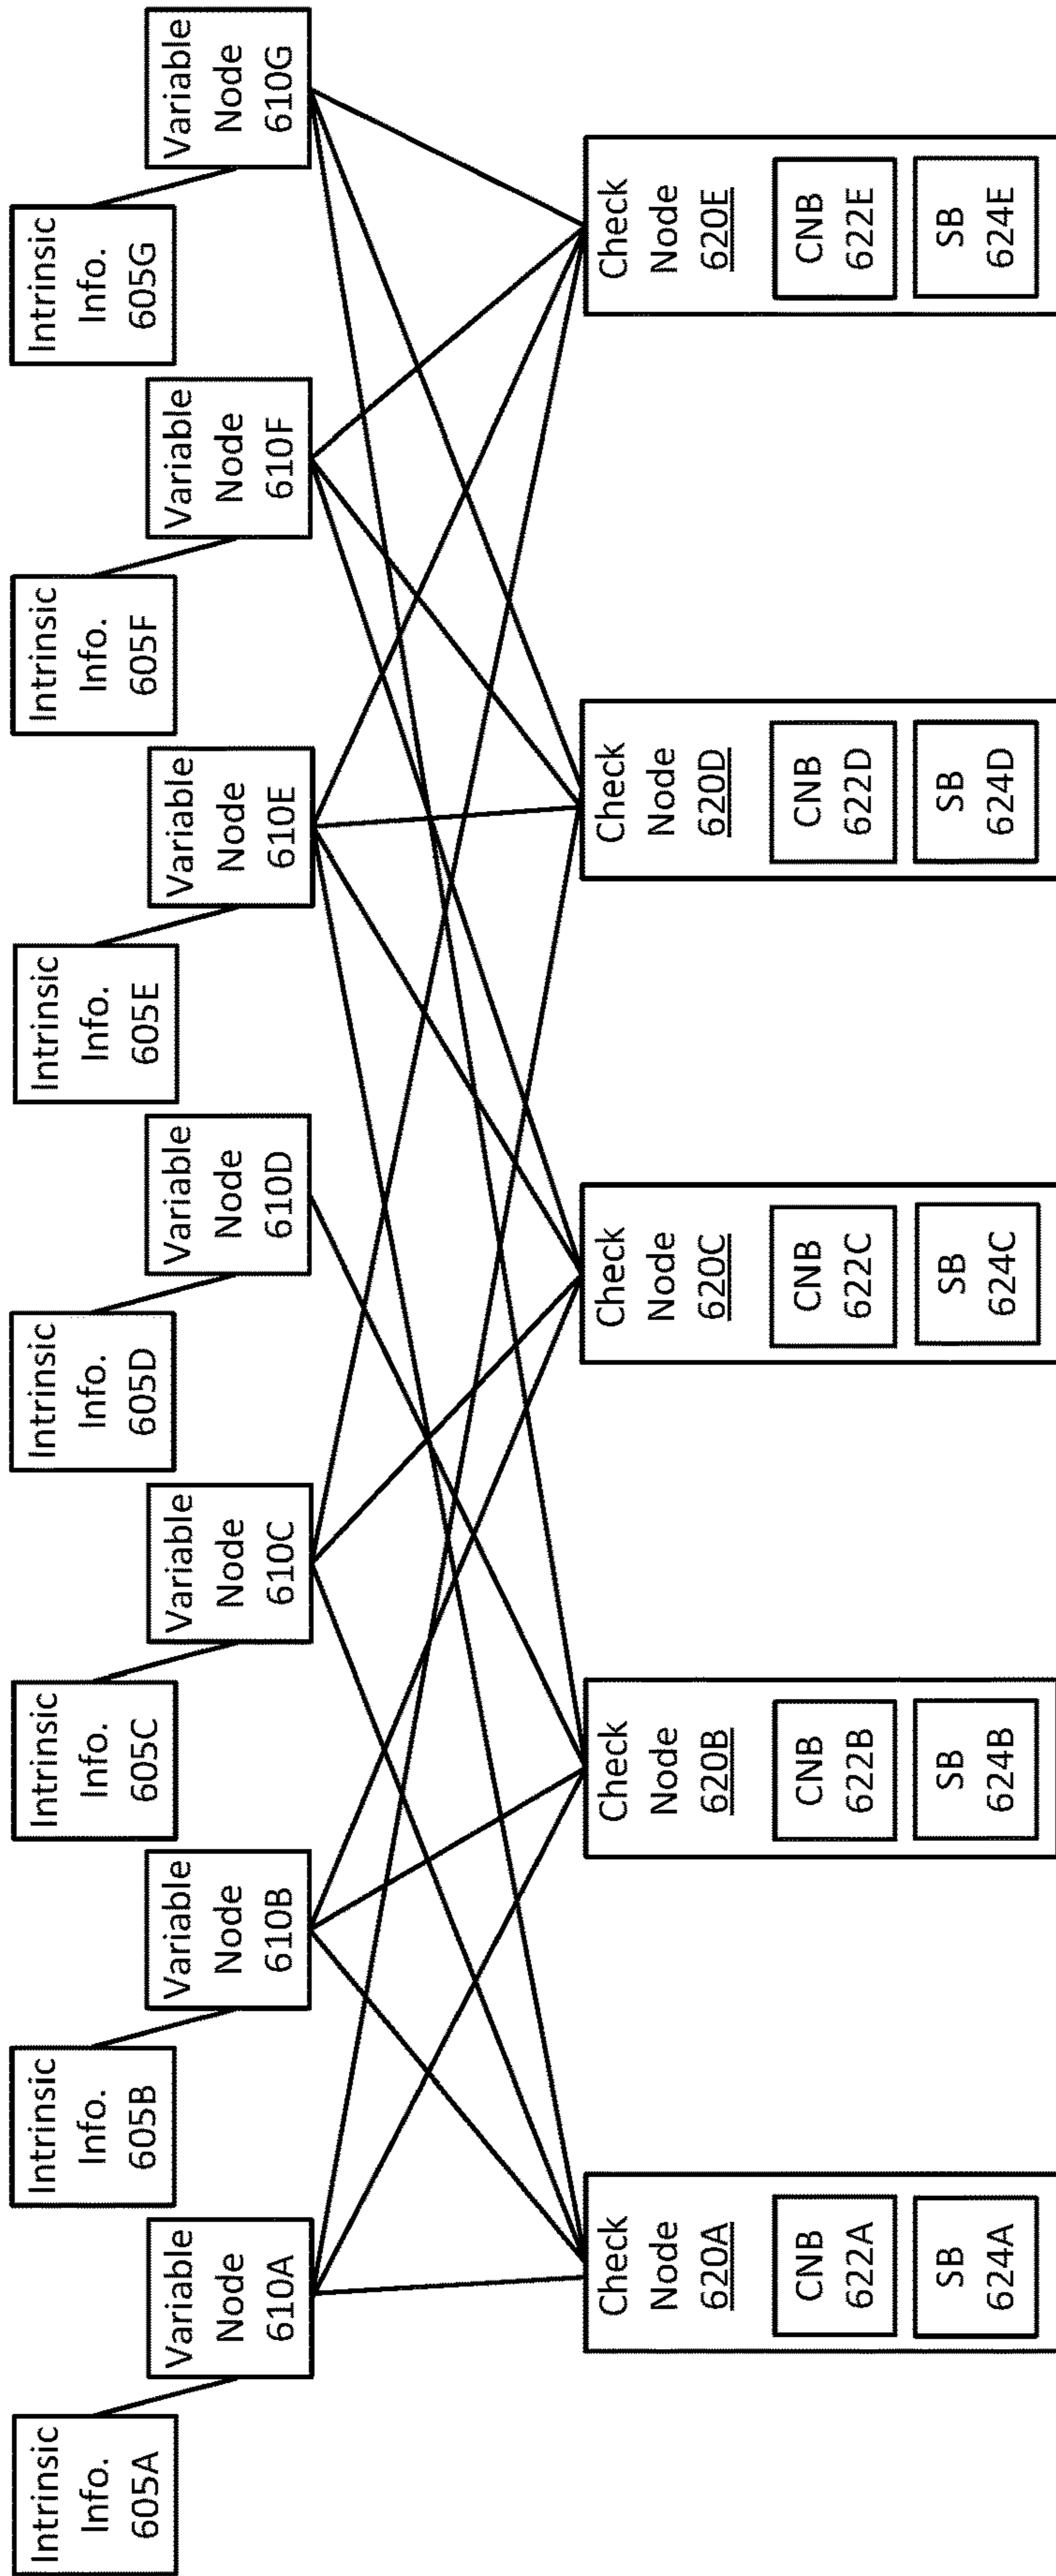 Intrinsic
Info.
605A
Intrinsic
Info.
605B
Intrinsic
Info.
605C
Intrinsic
Info.
605D
Intrinsic
Info.
605E
Intrinsic
Info.
605F
Intrinsic
Info.
605G
Variable
Node
610A
Variable
Node
610B
Variable
Node
610C
Variable
Node
610D
Variable
Node
610E
Variable
Node
610F
Variable
Node
610G
Check
Node
620A
CNB
622A
SB
624A
Check
Node
620B
CNB
622B
SB
624B
Check
Node
620C
CNB
622C
SB
624C
Check
Node
620D
CNB
622D
SB
624D
Check
Node
620E
CNB
622E
SB
624E